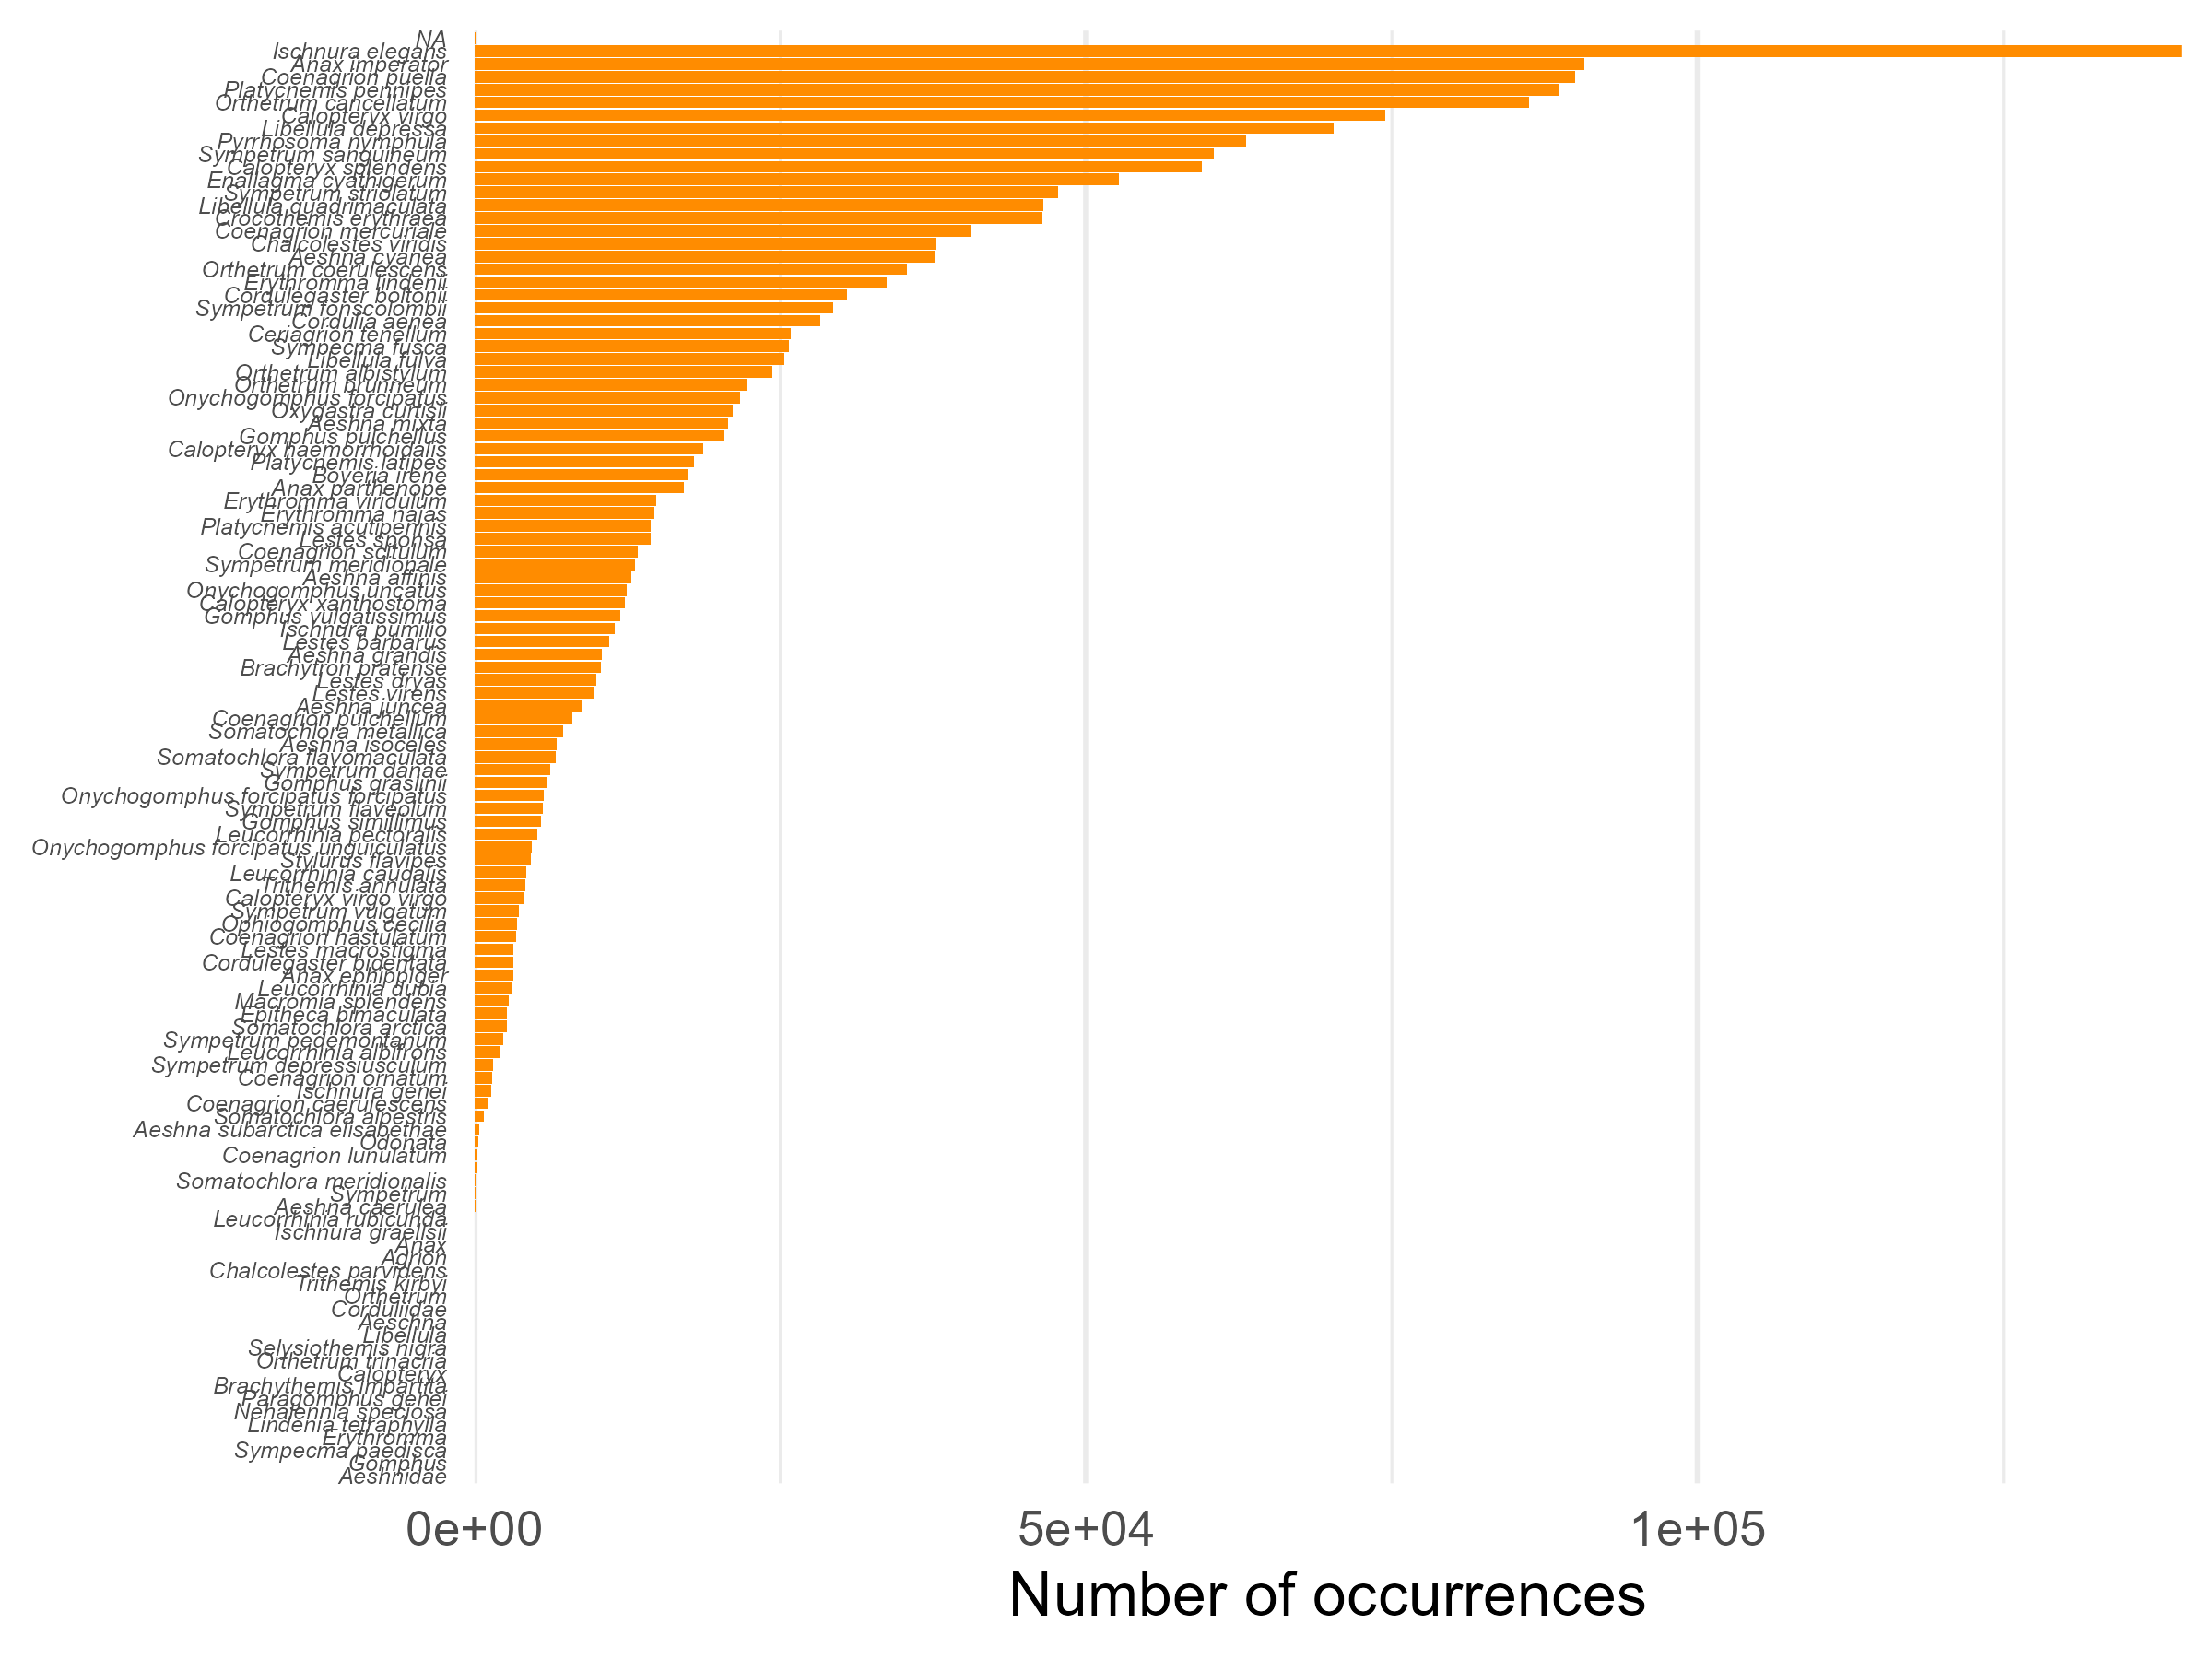 NA
Ischnura elegans
Anax imperator
Coenagrion puella
Platycnemis pennipes
Orthetrum cancellatum
Calopteryx virgo
Libellula depressa
Pyrrhosoma nymphula
Sympetrum sanguineum
Calopteryx splendens
Enallagma cyathigerum
Sympetrum striolatum
Libellula quadrimaculata
Crocothemis erythraea
Coenagrion mercuriale
Chalcolestes viridis
Aeshna cyanea
Orthetrum coerulescens
Erythromma lindenii
Cordulegaster boltonii
Sympetrum fonscolombii
Cordulia aenea
Ceriagrion tenellum
Sympecma fusca
Libellula fulva
Orthetrum albistylum
Orthetrum brunneum
Onychogomphus forcipatus
Oxygastra curtisii
Aeshna mixta
Gomphus pulchellus
Calopteryx haemorrhoidalis
Platycnemis latipes
Boyeria irene
Anax parthenope
Erythromma viridulum
Erythromma najas
Platycnemis acutipennis
Lestes sponsa
Coenagrion scitulum
Sympetrum meridionale
Aeshna affinis
Onychogomphus uncatus
Calopteryx xanthostoma
Gomphus vulgatissimus
Ischnura pumilio
Lestes barbarus
Aeshna grandis
Brachytron pratense
Lestes dryas
Lestes virens
Aeshna juncea
Coenagrion pulchellum
Somatochlora metallica
Aeshna isoceles
Somatochlora flavomaculata
Sympetrum danae
Gomphus graslinii
Onychogomphus forcipatus forcipatus
Sympetrum flaveolum
Gomphus simillimus
Leucorrhinia pectoralis
Onychogomphus forcipatus unguiculatus
Stylurus flavipes
Leucorrhinia caudalis
Trithemis annulata
Calopteryx virgo virgo
Sympetrum vulgatum
Ophiogomphus cecilia
Coenagrion hastulatum
Lestes macrostigma
Cordulegaster bidentata
Anax ephippiger
Leucorrhinia dubia
Macromia splendens
Epitheca bimaculata
Somatochlora arctica
Sympetrum pedemontanum
Leucorrhinia albifrons
Sympetrum depressiusculum
Coenagrion ornatum
Ischnura genei
Coenagrion caerulescens
Somatochlora alpestris
Aeshna subarctica elisabethae
Odonata
Coenagrion lunulatum
Somatochlora meridionalis
Sympetrum
Aeshna caerulea
Leucorrhinia rubicunda
Ischnura graellsii
Anax
Agrion
Chalcolestes parvidens
Trithemis kirbyi
Orthetrum
Corduliidae
Aeschna
Libellula
Selysiothemis nigra
Orthetrum trinacria
Calopteryx
Brachythemis impartita
Paragomphus genei
Nehalennia speciosa
Lindenia tetraphylla
Erythromma
Sympecma paedisca
Gomphus
Aeshnidae
0e+00 5e+04 1e+05
Number of occurrences